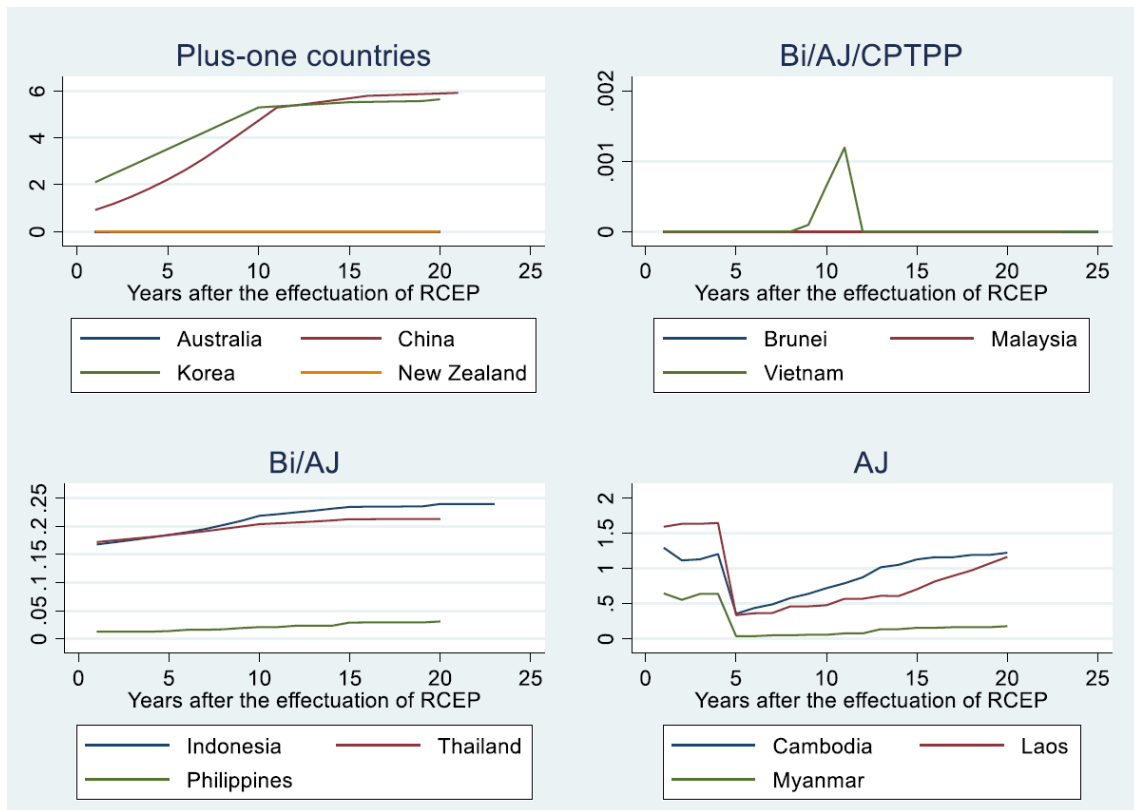 Plus-one countries
6
4
2
0
0 5 10 15 20 25
Years after the effectuation of RCEP
Australia China
Korea New Zealand
Bi/AJ/CPTPP
.002
.001
0
0 5 10 15 20 25
Years after the effectuation of RCEP
Brunei Malaysia
Vietnam
Bi/AJ
.25
.2
.15
.1
.05
0
0 5 10 15 20 25
Years after the effectuation of RCEP
Indonesia Thailand
Philippines
AJ
2
1.5
1
.5
0
0 5 10 15 20 25
Years after the effectuation of RCEP
Cambodia Laos
Myanmar